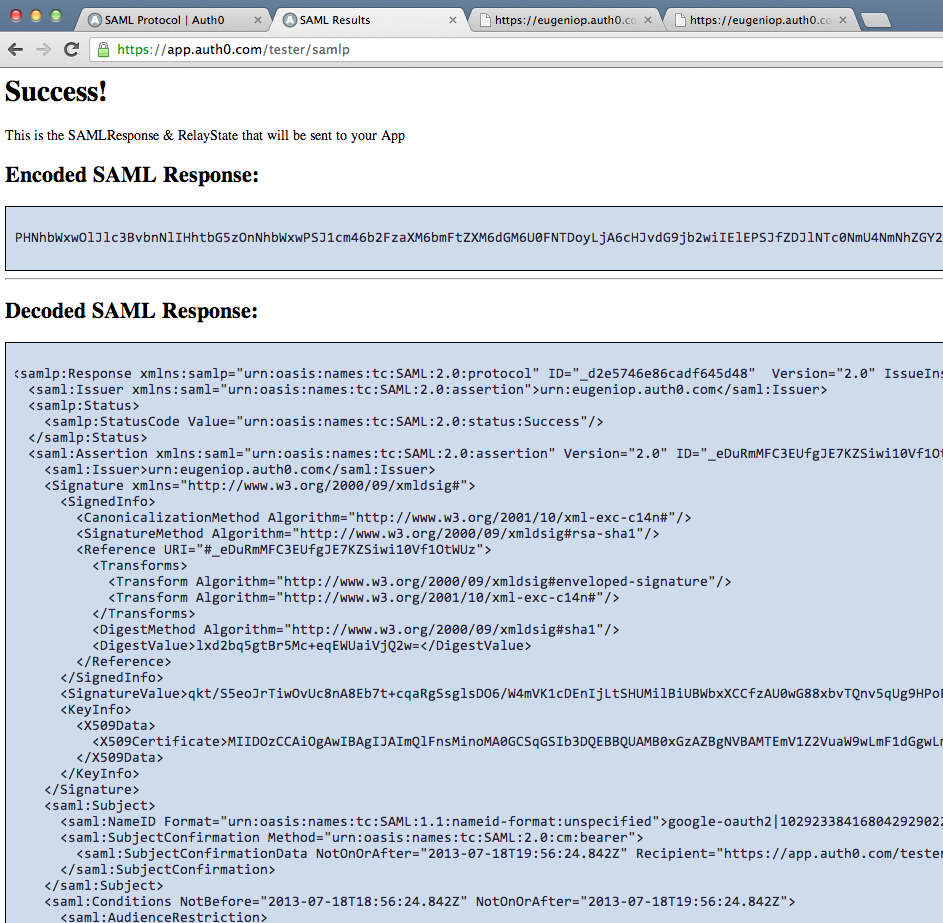 SAML Protocol | Auth0
SAML Results
https://eugeniop.auth0.co
https://eugeniop.auth0.co
https://app.auth0.com/tester/samlp
Success!
This is the SAMLResponse & RelayState that will be sent to your App
Encoded SAML Response:
PHNhbWxwOlJlc3BvbnNlIHhtbG5zOnNhbWxwPSJ1cm46b2FzaXM6bmFtZXM6dGM6U0FNTDoyLjA6cHJvdG9jb2wiIElEPSJfZDJlNTc0NmU4NmNhZGY2
Decoded SAML Response:
<samlp:Response xmlns:samlp="urn:oasis:names:tc:SAML:2.0:protocol" ID="_d2e5746e86cadf645d48"  Version="2.0" IssueIns
<saml:Issuer xmlns:saml="urn:oasis:names:tc:SAML:2.0:assertion">urn:eugeniop.auth0.com</saml:Issuer>
<samlp:Status>
<samlp:StatusCode Value="urn:oasis:names:tc:SAML:2.0:status:Success"/>
</samlp:Status>
<saml:Assertion xmlns:saml="urn:oasis:names:tc:SAML:2.0:assertion" Version="2.0" ID="_eDuRmMFC3EUfgJE7KZSiwi10Vf1Ot
<saml:Issuer>urn:eugeniop.auth0.com</saml:Issuer>
<Signature xmlns="http://www.w3.org/2000/09/xmldsig#">
<SignedInfo>
<CanonicalizationMethod Algorithm="http://www.w3.org/2001/10/xml-exc-c14n#"/>
<SignatureMethod Algorithm="http://www.w3.org/2000/09/xmldsig#rsa-sha1"/>
<Reference URI="#_eDuRmMFC3EUfgJE7KZSiwi10Vf1OtWUz">
<Transforms>
<Transform Algorithm="http://www.w3.org/2000/09/xmldsig#enveloped-signature"/>
<Transform Algorithm="http://www.w3.org/2001/10/xml-exc-c14n#"/>
</Transforms>
<DigestMethod Algorithm="http://www.w3.org/2000/09/xmldsig#sha1"/>
<DigestValue>lxd2bq5gtBr5Mc+eqEWUaiVjQ2w=</DigestValue>
</Reference>
</SignedInfo>
<SignatureValue>qkt/S5eoJrTiwOvUc8nA8Eb7t+cqaRgSsglsDO6/W4mVK1cDEnIjLtSHUMilBiUBWbxXCCfzAU0wG88xbvTQnv5qUg9HPoF
<KeyInfo>
<X509Data>
<X509Certificate>MIIDOzCCAiOgAwIBAgIJAImQlFnsMinoMA0GCSqGSIb3DQEBBQUAMB0xGzAZBgNVBAMTEmV1Z2VuaW9wLmF1dGgwLm
</X509Data>
</KeyInfo>
</Signature>
<saml:Subject>
<saml:NameID Format="urn:oasis:names:tc:SAML:1.1:nameid-format:unspecified">google-oauth2|10292338416804292902
<saml:SubjectConfirmation Method="urn:oasis:names:tc:SAML:2.0:cm:bearer">
<saml:SubjectConfirmationData NotOnOrAfter="2013-07-18T19:56:24.842Z" Recipient="https://app.auth0.com/tester
</saml:SubjectConfirmation>
</saml:Subject>
<saml:Conditions NotBefore="2013-07-18T18:56:24.842Z" NotOnOrAfter="2013-07-18T19:56:24.842Z">
<saml:AudienceRestriction>